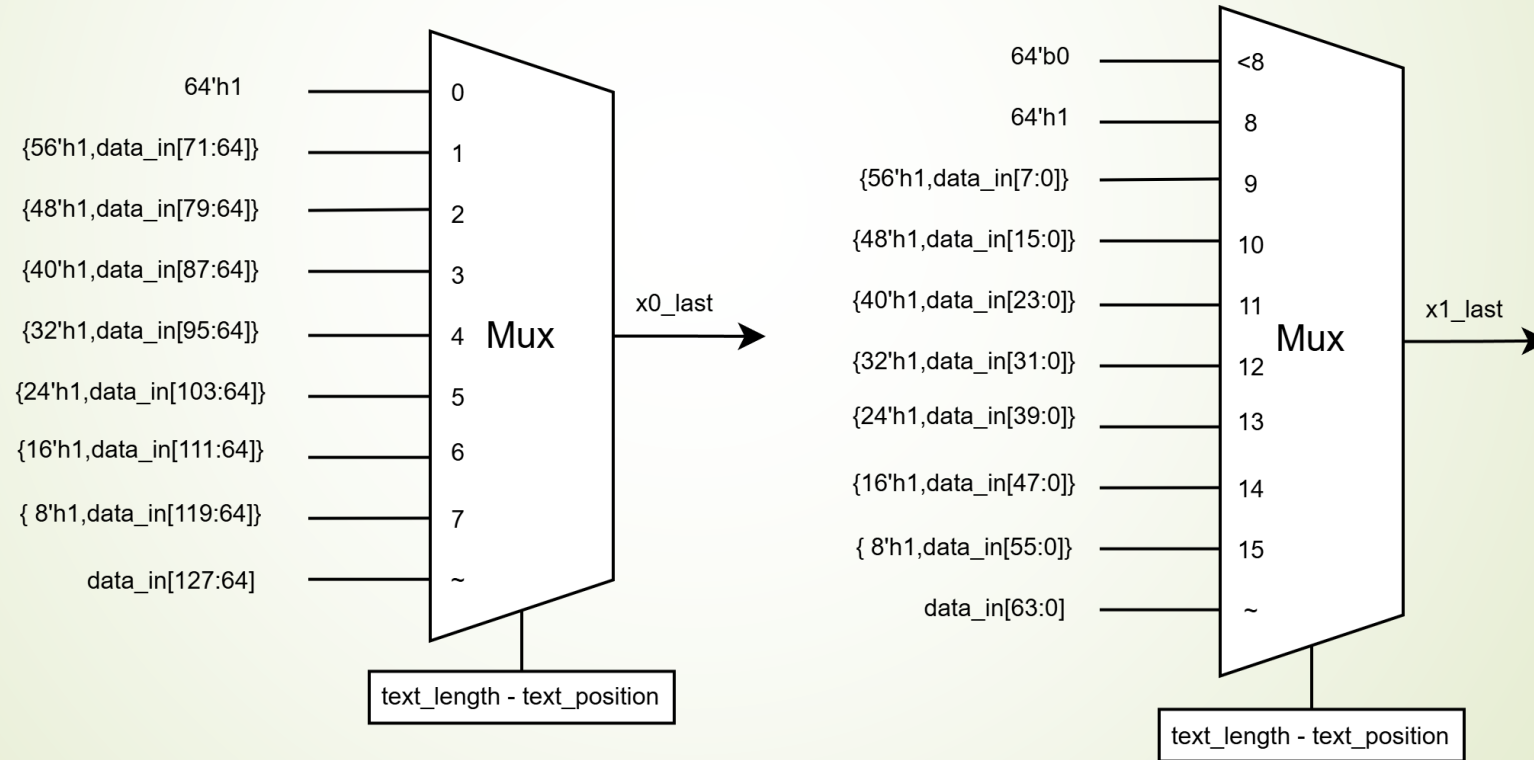 64'h1
0
{56'h1,data_in[71:64]}
1
{48'h1,data_in[79:64]}
2
{40'h1,data_in[87:64]}
3
{32'h1,data_in[95:64]}
4
Mux
{24'h1,data_in[103:64]}
5
{16'h1,data_in[111:64]}
6
{ 8'h1,data_in[119:64]}
7
data_in[127:64]
~
x0_last
text_length - text_position
64'b0
<8
64'h1
8
{56'h1,data_in[7:0]}
9
{48'h1,data_in[15:0]}
10
{40'h1,data_in[23:0]}
11
Mux
{32'h1,data_in[31:0]}
12
{24'h1,data_in[39:0]}
13
{16'h1,data_in[47:0]}
14
{ 8'h1,data_in[55:0]}
15
data_in[63:0]
~
x1_last
text_length - text_position